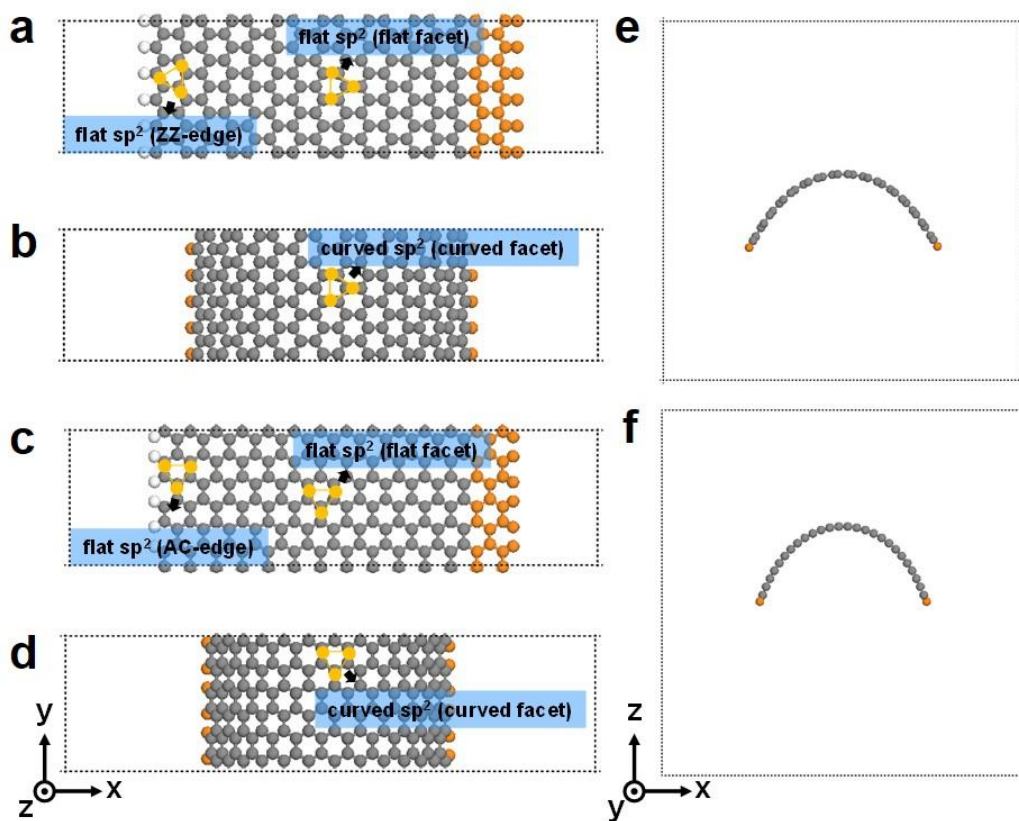 a
flat sp² (flat facet)
flat sp² (ZZ-edge)
b
curved sp² (curved facet)
c
flat sp² (flat facet)
flat sp² (AC-edge)
d
curved sp² (curved facet)
y
z
x
e
f
z
y
x